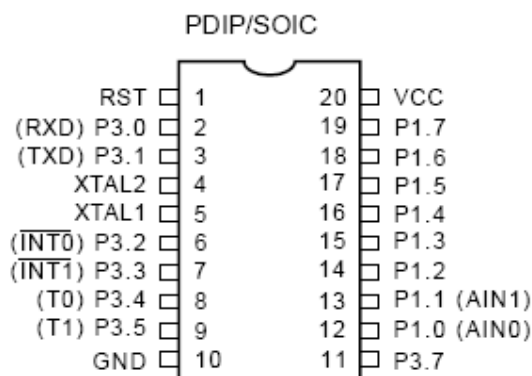 PDIP/SOIC
RST 1 20 VCC
(RXD) P3.0 2 19 P1.7
(TXD) P3.1 3 18 P1.6
XTAL2 4 17 P1.5
XTAL1 5 16 P1.4
(I̅N̅T̅0̅) P3.2 6 15 P1.3
(I̅N̅T̅1̅) P3.3 7 14 P1.2
(T0) P3.4 8 13 P1.1 (AIN1)
(T1) P3.5 9 12 P1.0 (AIN0)
GND 10 11 P3.7